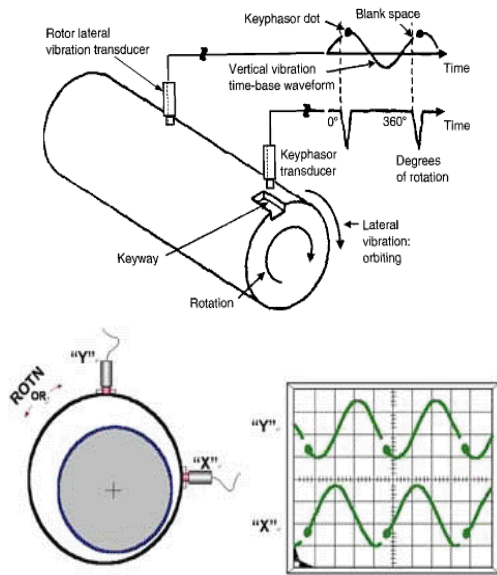 Keyphasor dot
Blank space
Rotor lateral
vibration transducer
Time
Vertical vibration
time-base waveform
0°
360°
Time
Keyphasor
transducer
Degrees
of rotation
Keyway
Lateral
vibration:
orbiting
Rotation
"Y"
ROTN
OR
"X"
"Y"
"X"